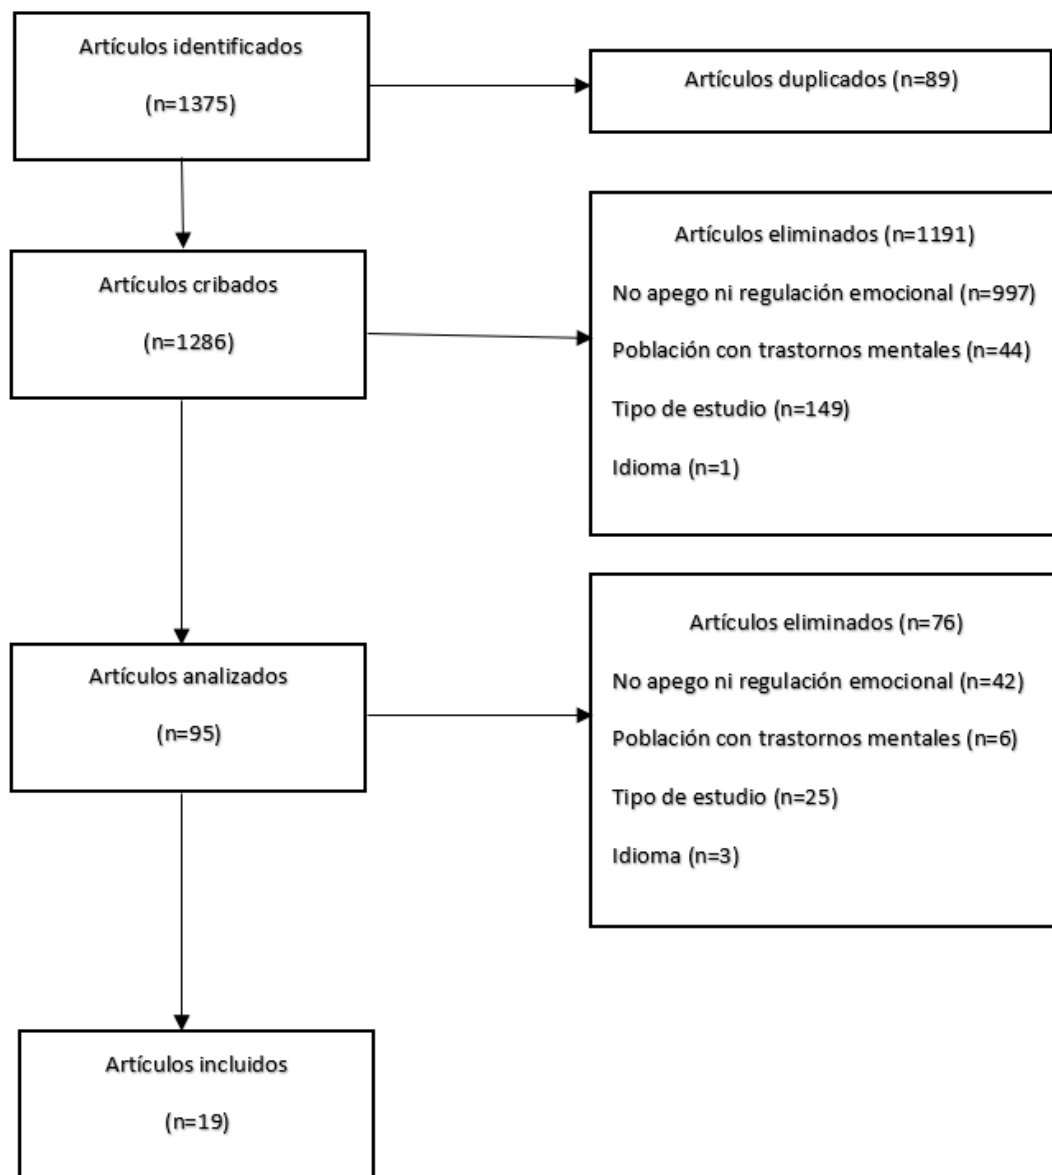 Artículos identificados
(n=1375)
Artículos duplicados (n=89)
Artículos cribados
(n=1286)
Artículos eliminados (n=1191)
No apego ni regulación emocional (n=997)
Población con trastornos mentales (n=44)
Tipo de estudio (n=149)
Idioma (n=1)
Artículos analizados
(n=95)
Artículos eliminados (n=76)
No apego ni regulación emocional (n=42)
Población con trastornos mentales (n=6)
Tipo de estudio (n=25)
Idioma (n=3)
Artículos incluidos
(n=19)